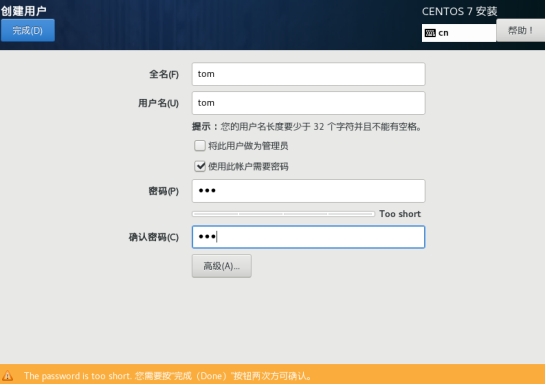 创建用户
CENTOS 7 安装
完成(D)
cn
帮助！
全名(F)
tom
用户名(U)
tom
提示：您的用户名长度要少于 32 个字符并且不能有空格。
将此用户做为管理员
使用此帐户需要密码
密码(P)
•••
Too short
确认密码(C)
•••
高级(A)...
The password is too short. 您需要按"完成（Done）"按钮两次方可确认。